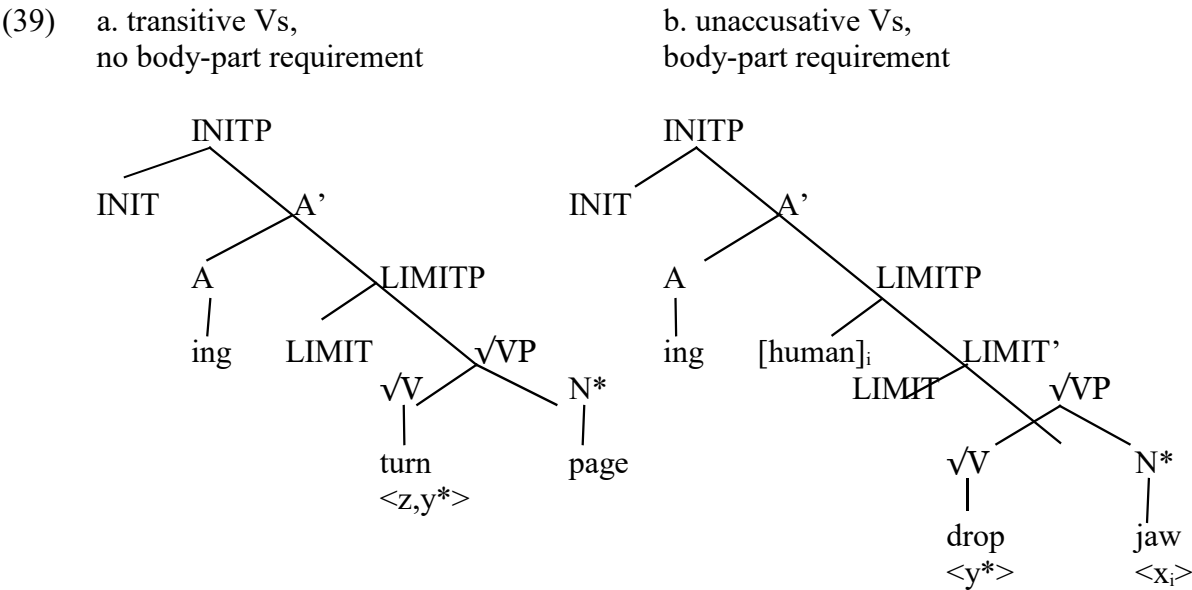 (39) a. transitive Vs, b. unaccusative Vs,
no body-part requirement body-part requirement
INITP INITP
INIT A’ INIT A’
A LIMITP A LIMITP
ing LIMIT √VP ing [human]ᵢ LIMIT’
√V N* LIMIT √VP
turn page √V N*
<z,y*>
drop jaw
<y*> <xᵢ>